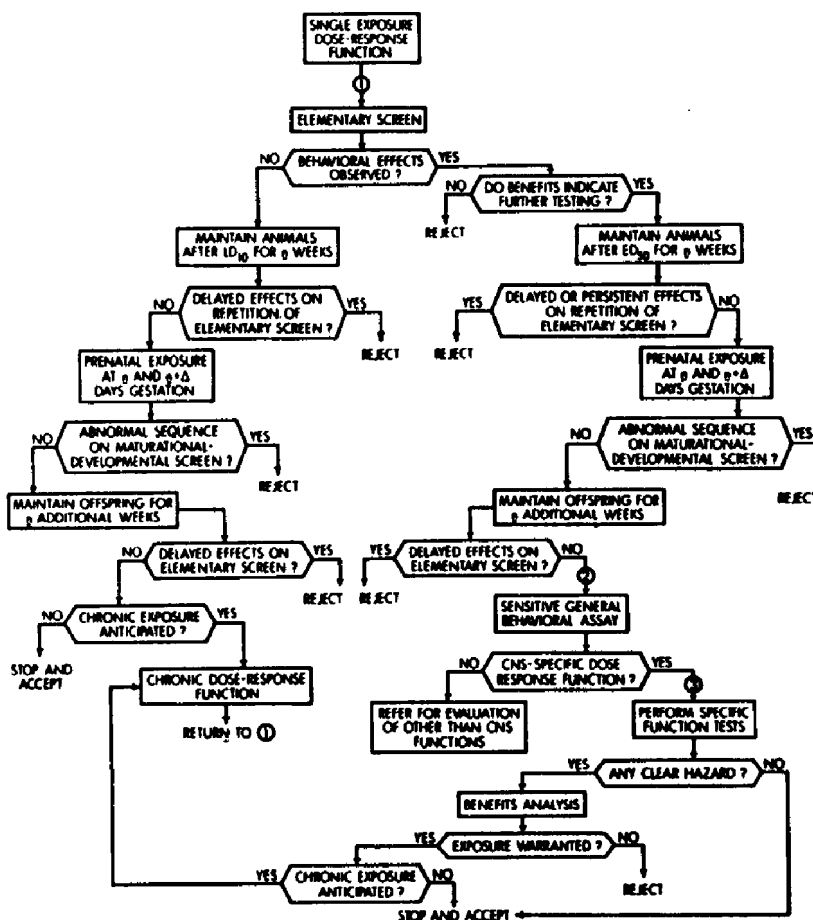 SINGLE EXPOSURE
DOSE-RESPONSE
FUNCTION
①
ELEMENTARY SCREEN
NO
BEHAVIORAL EFFECTS
OBSERVED ?
YES
NO
DO BENEFITS INDICATE
FURTHER TESTING ?
YES
REJECT
MAINTAIN ANIMALS
AFTER LD10 FOR n WEEKS
MAINTAIN ANIMALS
AFTER ED50 FOR n WEEKS
NO
DELAYED EFFECTS ON
REPETITION OF
ELEMENTARY SCREEN ?
YES
REJECT
YES
DELAYED OR PERSISTENT EFFECTS
ON REPETITION OF
ELEMENTARY SCREEN ?
NO
REJECT
PRENATAL EXPOSURE
AT n AND n+Δ
DAYS GESTATION
PRENATAL EXPOSURE
AT n AND n+Δ
DAYS GESTATION
NO
ABNORMAL SEQUENCE
ON MATURATIONAL-
DEVELOPMENTAL SCREEN ?
YES
REJECT
NO
ABNORMAL SEQUENCE
ON MATURATIONAL-
DEVELOPMENTAL SCREEN ?
YES
REJECT
MAINTAIN OFFSPRING FOR
n ADDITIONAL WEEKS
MAINTAIN OFFSPRING FOR
n ADDITIONAL WEEKS
NO
DELAYED EFFECTS ON
ELEMENTARY SCREEN ?
YES
REJECT
YES
DELAYED EFFECTS ON
ELEMENTARY SCREEN ?
NO
REJECT
②
NO
CHRONIC EXPOSURE
ANTICIPATED ?
YES
STOP AND
ACCEPT
SENSITIVE GENERAL
BEHAVIORAL ASSAY
CHRONIC DOSE-RESPONSE
FUNCTION
RETURN TO ①
NO
CNS-SPECIFIC DOSE
RESPONSE FUNCTION ?
YES
③
REFER FOR EVALUATION
OF OTHER THAN CNS
FUNCTIONS
PERFORM SPECIFIC
FUNCTION TESTS
YES
ANY CLEAR HAZARD ?
NO
BENEFITS ANALYSIS
YES
EXPOSURE WARRANTED ?
NO
REJECT
YES
CHRONIC EXPOSURE
ANTICIPATED ?
NO
STOP AND ACCEPT